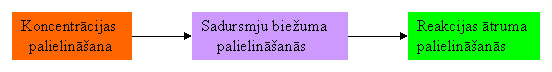 Koncentrācijas
palielināšana
Sadursmju biežuma
palielināšanās
Reakcijas ātruma
palielināšanās